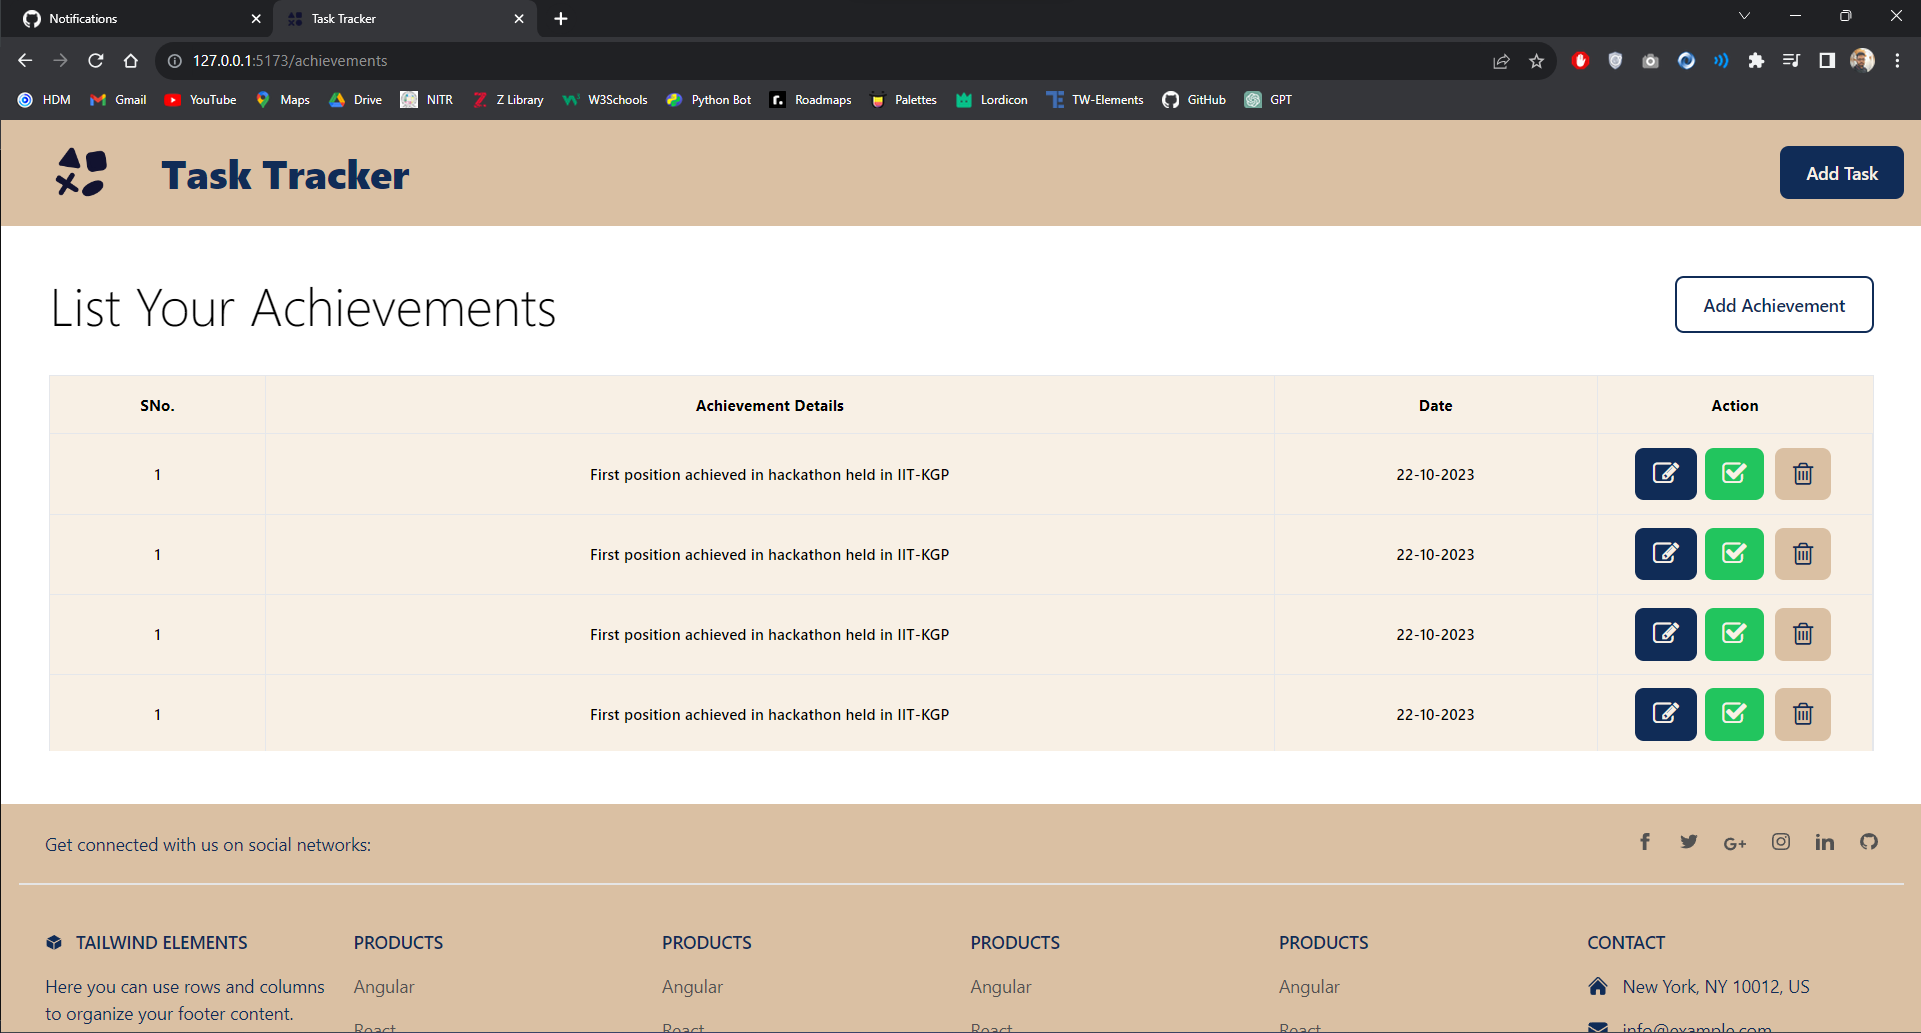 Notifications
Task Tracker
127.0.0.1:5173/achievements
HDM
Gmail
YouTube
Maps
Drive
NITR
Z Library
W3Schools
Python Bot
Roadmaps
Palettes
Lordicon
TW-Elements
GitHub
GPT
Task Tracker
Add Task
List Your Achievements
Add Achievement
SNo. Achievement Details Date Action
1 First position achieved in hackathon held in IIT-KGP 22-10-2023
1 First position achieved in hackathon held in IIT-KGP 22-10-2023
1 First position achieved in hackathon held in IIT-KGP 22-10-2023
1 First position achieved in hackathon held in IIT-KGP 22-10-2023
Get connected with us on social networks:
TAILWIND ELEMENTS
Here you can use rows and columns
to organize your footer content.
PRODUCTS
Angular
React
PRODUCTS
Angular
React
PRODUCTS
Angular
React
PRODUCTS
Angular
React
CONTACT
New York, NY 10012, US
info@example.com